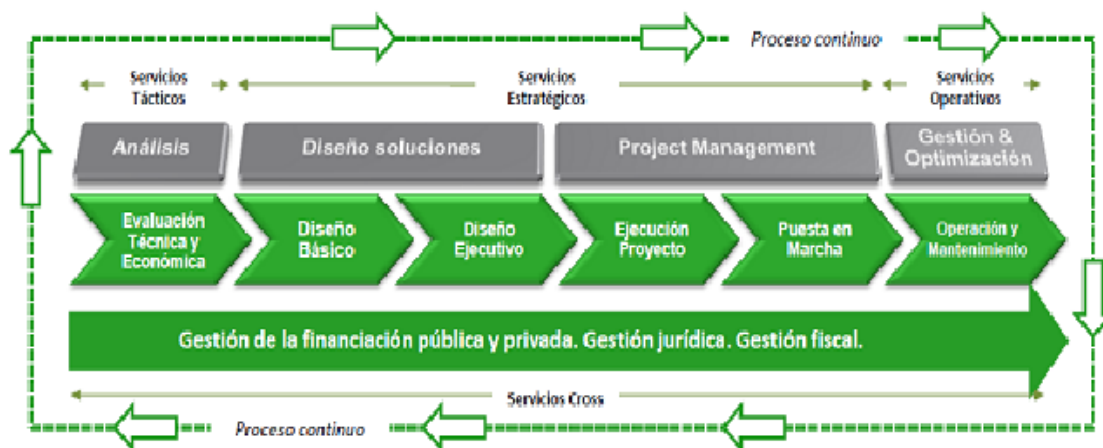 Proceso continuo
Servicios
Tácticos
Servicios
Estratégicos
Servicios
Operativos
Análisis
Diseño soluciones
Project Management
Gestión &
Optimización
Evaluación
Técnica y
Económica
Diseño
Básico
Diseño
Ejecutivo
Ejecución
Proyecto
Puesta en
Marcha
Operación y
Mantenimiento
Gestión de la financiación pública y privada. Gestión jurídica. Gestión fiscal.
Servicios Cross
Proceso continuo